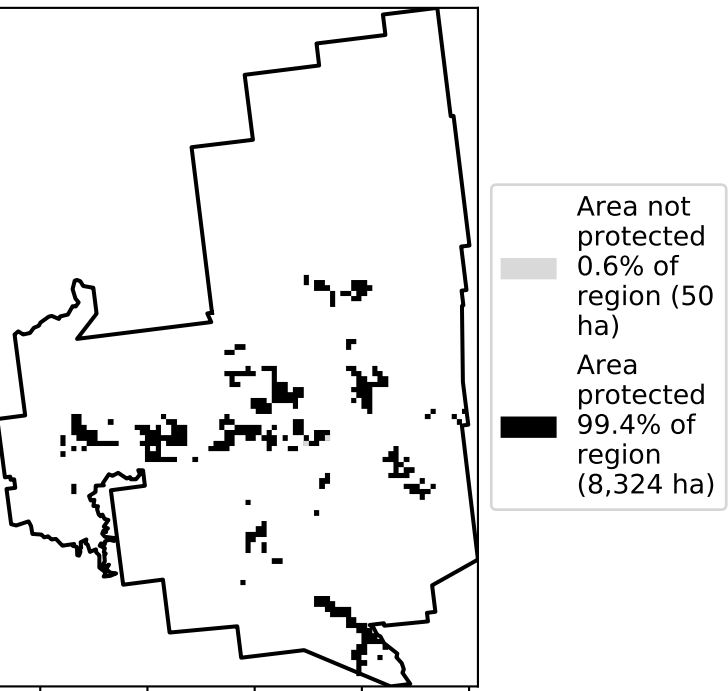 Area not
protected
0.6% of
region (50
ha)
Area
protected
99.4% of
region
(8,324 ha)